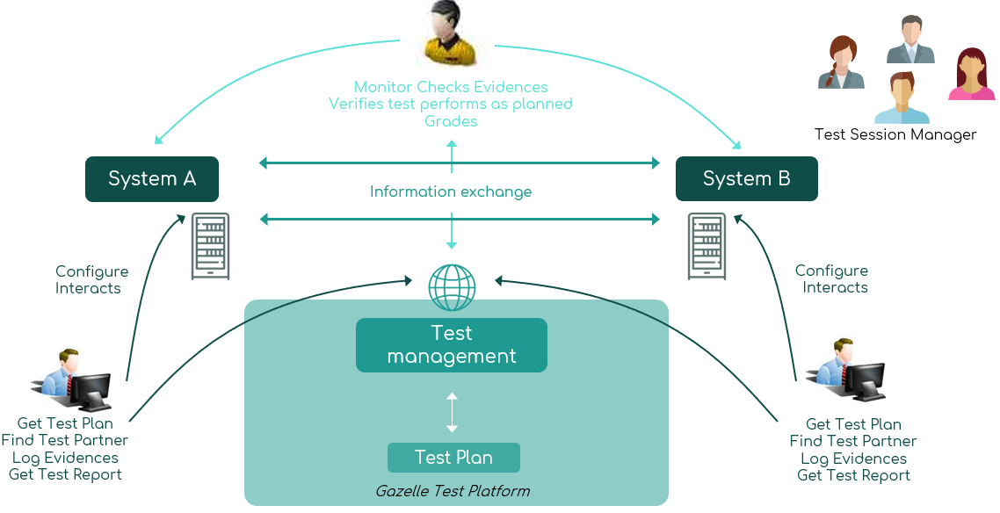 Monitor Checks Evidences
Verifies test performs as planned
Grades
Test Session Manager
System A
System B
Information exchange
Configure
Interacts
Configure
Interacts
Test
management
Get Test Plan
Find Test Partner
Log Evidences
Get Test Report
Get Test Plan
Find Test Partner
Log Evidences
Get Test Report
Test Plan
Gazelle Test Platform